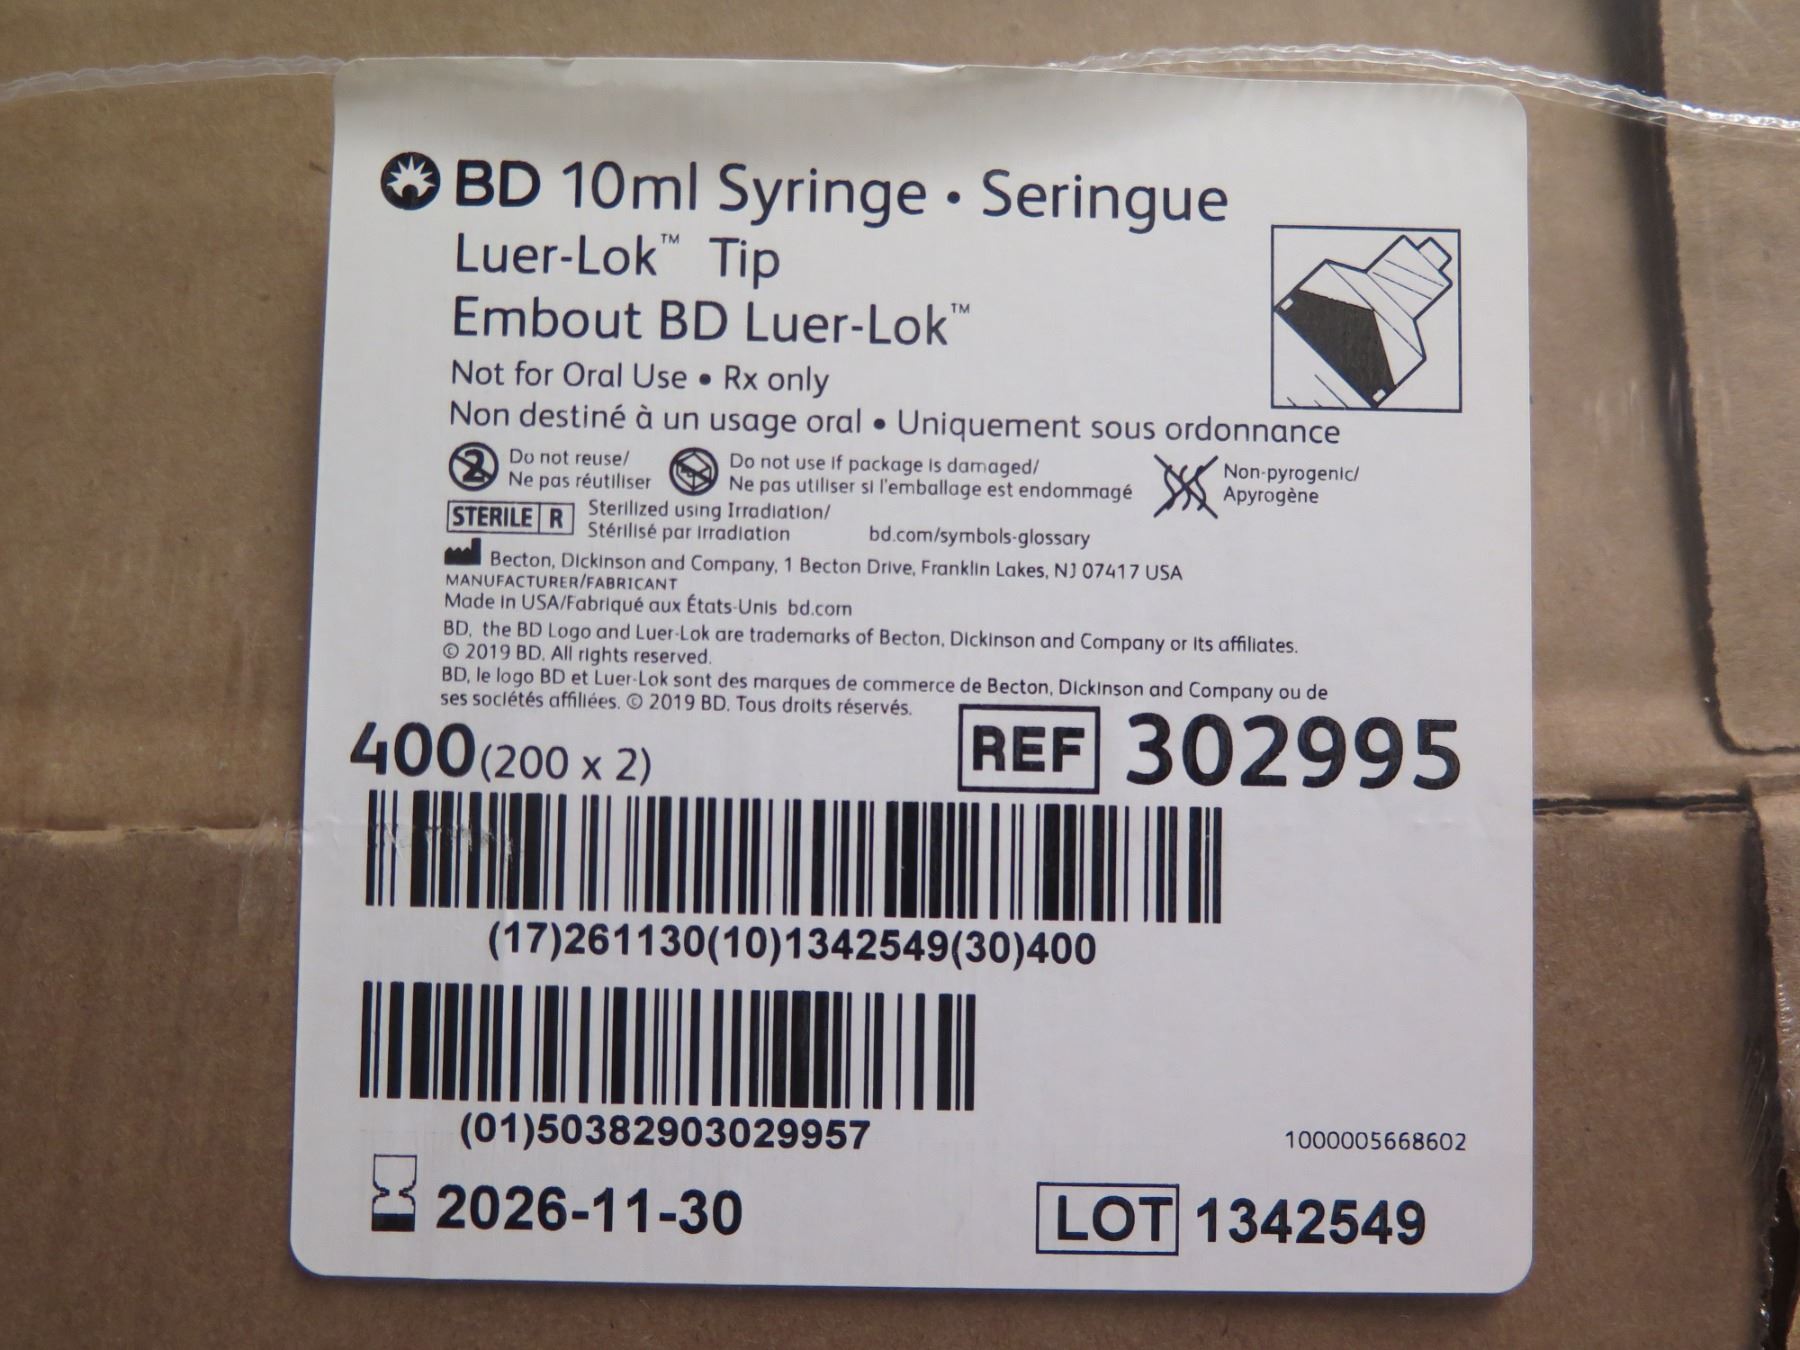 BD 10ml Syringe • Seringue
Luer-Lok™ Tip
Embout BD Luer-Lok™
Not for Oral Use • Rx only
Non destiné à un usage oral • Uniquement sous ordonnance
2 Do not reuse/
Ne pas réutiliser
Do not use if package is damaged/
Ne pas utiliser si l'emballage est endommagé
Non-pyrogenic/
Apyrogène
STERILE R
Sterilized using Irradiation/
Stérilisé par irradiation
bd.com/symbols-glossary
Becton, Dickinson and Company, 1 Becton Drive, Franklin Lakes, NJ 07417 USA
MANUFACTURER/FABRICANT
Made in USA/Fabriqué aux États-Unis bd.com
BD, the BD Logo and Luer-Lok are trademarks of Becton, Dickinson and Company or its affiliates.
© 2019 BD. All rights reserved.
BD, le logo BD et Luer-Lok sont des marques de commerce de Becton, Dickinson and Company ou de
ses sociétés affiliées. © 2019 BD. Tous droits réservés.
400 (200 x 2)
REF 302995
(17)261130(10)1342549(30)400
(01)50382903029957
1000005668602
2026-11-30
LOT 1342549